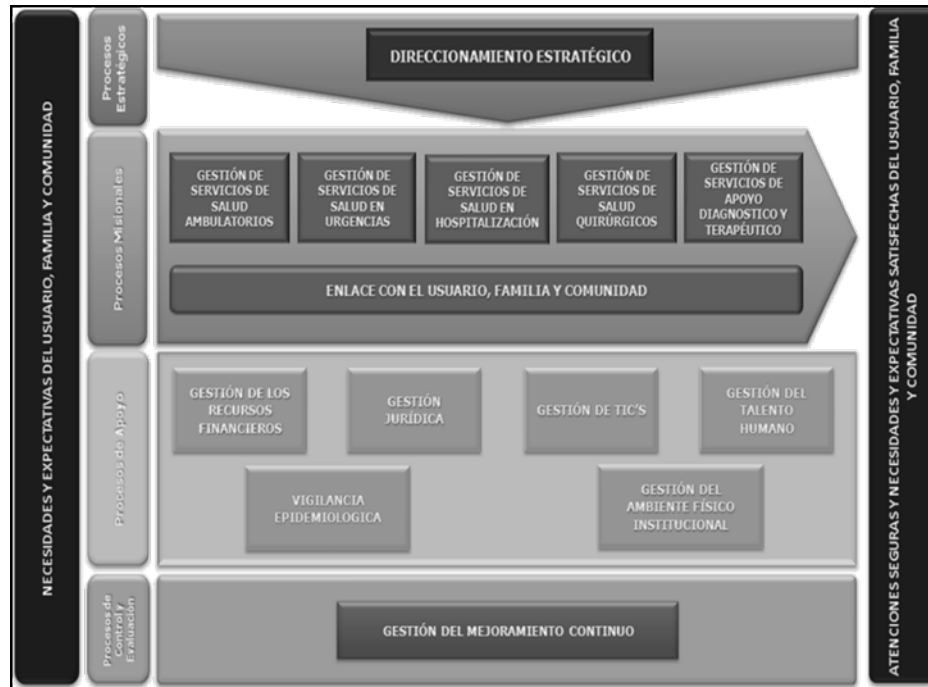 NECESIDADES Y EXPECTATIVAS DEL USUARIO, FAMILIA Y COMUNIDAD
Procesos
Estratégicos
DIRECCIONAMIENTO ESTRATÉGICO
Procesos Misionales
GESTIÓN DE
SERVICIOS DE
SALUD
AMBULATORIOS
GESTIÓN DE
SERVICIOS DE
SALUD EN
URGENCIAS
GESTIÓN DE
SERVICIOS DE
SALUD EN
HOSPITALIZACIÓN
GESTIÓN DE
SERVICIOS DE
SALUD
QUIRÚRGICOS
GESTIÓN DE
SERVICIOS DE
APOYO
DIAGNOSTICO Y
TERAPÉUTICO
ENLACE CON EL USUARIO, FAMILIA Y COMUNIDAD
Procesos de Apoyo
GESTIÓN DE LOS
RECURSOS
FINANCIEROS
GESTIÓN
JURÍDICA
GESTIÓN DE TIC'S
GESTIÓN DEL
TALENTO
HUMANO
VIGILANCIA
EPIDEMIOLOGICA
GESTIÓN DEL
AMBIENTE FÍSICO
INSTITUCIONAL
Procesos de
Control y
Evaluación
GESTIÓN DEL MEJORAMIENTO CONTINUO
ATENCIONES SEGURAS Y NECESIDADES Y EXPECTATIVAS SATISFECHAS DEL USUARIO, FAMILIA
Y COMUNIDAD